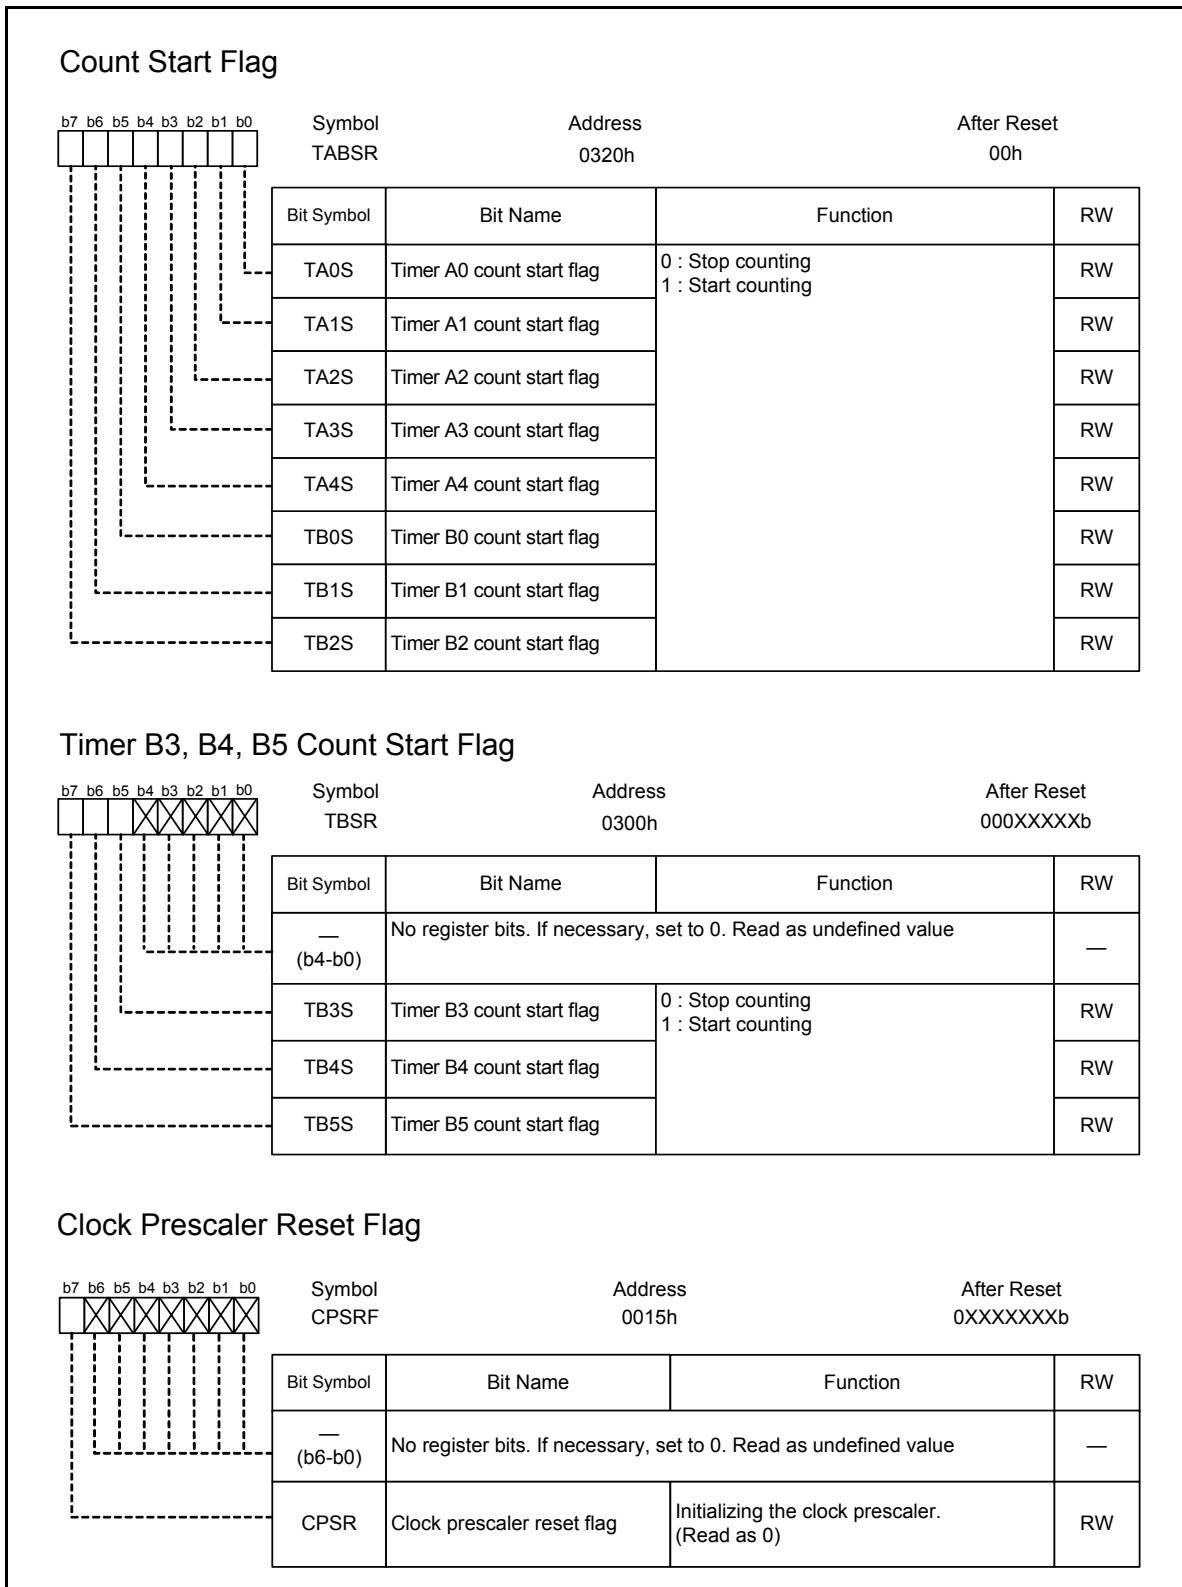 Count Start Flag
b7 b6 b5 b4 b3 b2 b1 b0
Symbol Address After Reset
TABSR 0320h 00h
Bit Symbol Bit Name Function RW
TA0S Timer A0 count start flag 0 : Stop counting RW
1 : Start counting
TA1S Timer A1 count start flag RW
TA2S Timer A2 count start flag RW
TA3S Timer A3 count start flag RW
TA4S Timer A4 count start flag RW
TB0S Timer B0 count start flag RW
TB1S Timer B1 count start flag RW
TB2S Timer B2 count start flag RW
Timer B3, B4, B5 Count Start Flag
b7 b6 b5 b4 b3 b2 b1 b0
Symbol Address After Reset
TBSR 0300h 000XXXXXb
Bit Symbol Bit Name Function RW
— No register bits. If necessary, set to 0. Read as undefined value —
(b4-b0)
TB3S Timer B3 count start flag 0 : Stop counting RW
1 : Start counting
TB4S Timer B4 count start flag RW
TB5S Timer B5 count start flag RW
Clock Prescaler Reset Flag
b7 b6 b5 b4 b3 b2 b1 b0
Symbol Address After Reset
CPSRF 0015h 0XXXXXXXb
Bit Symbol Bit Name Function RW
— No register bits. If necessary, set to 0. Read as undefined value —
(b6-b0)
CPSR Clock prescaler reset flag Initializing the clock prescaler. RW
(Read as 0)